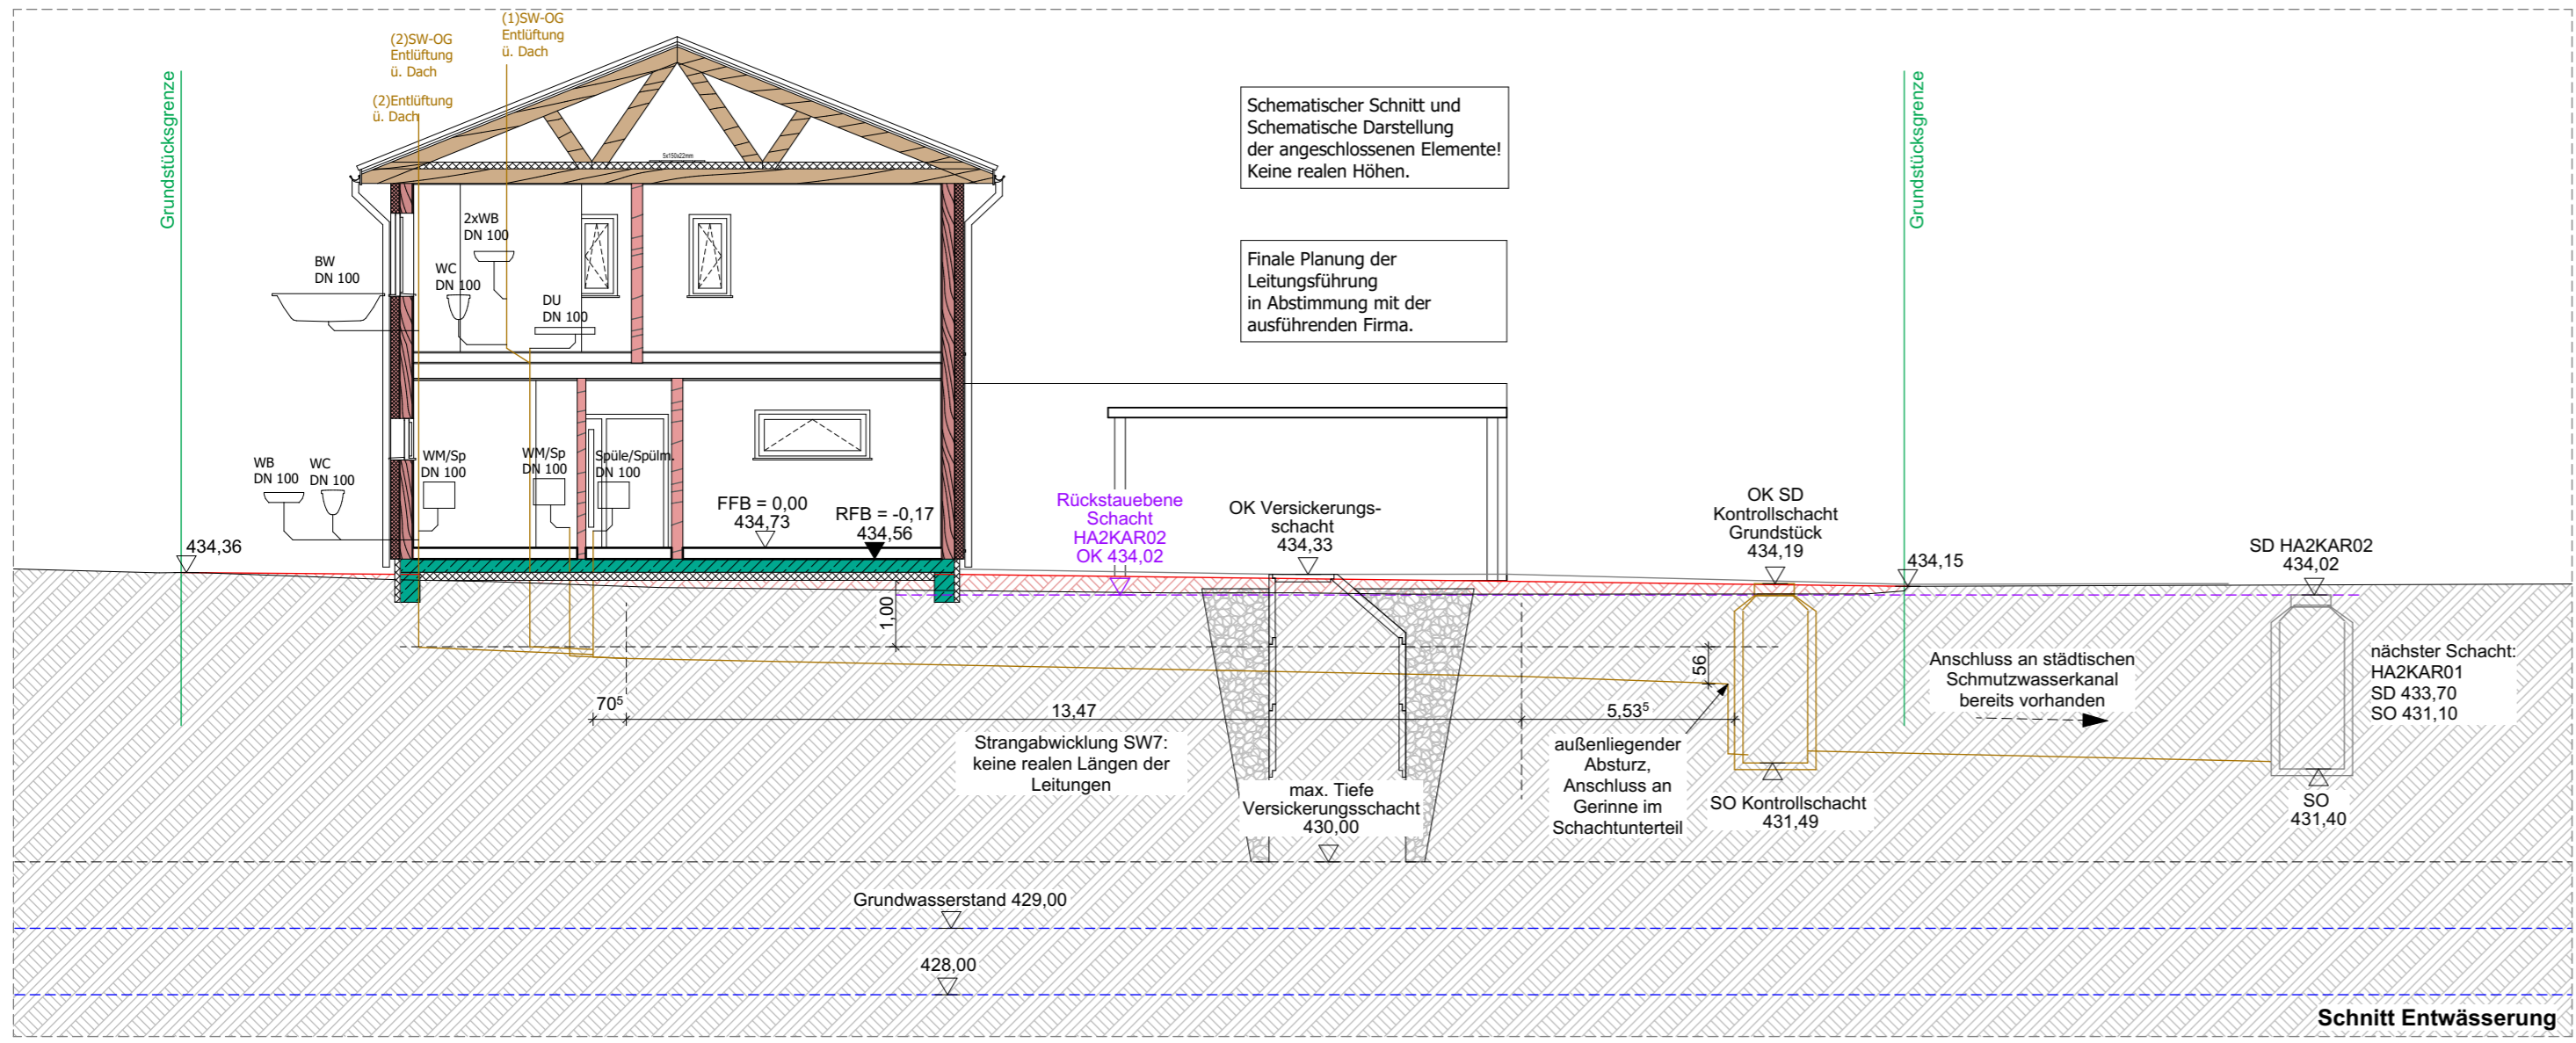 (1)SW-OG
Entlüftung
ü. Dach
(2)SW-OG
Entlüftung
ü. Dach
(2)Entlüftung
ü. Dach
Grundstücksgrenze
Grundstücksgrenze
5x150x22mm
Schematischer Schnitt und
Schematische Darstellung
der angeschlossenen Elemente!
Keine realen Höhen.
Finale Planung der
Leitungsführung
in Abstimmung mit der
ausführenden Firma.
2xWB
DN 100
BW
DN 100
WC
DN 100
DU
DN 100
WB
DN 100
WC
DN 100
WM/Sp
DN 100
WM/Sp
DN 100
Spüle/Spülm.
DN 100
FFB = 0,00
434,73
RFB = -0,17
434,56
Rückstauebene
Schacht
HA2KAR02
OK 434,02
OK Versickerungs-
schacht
434,33
OK SD
Kontrollschacht
Grundstück
434,19
434,36
434,15
SD HA2KAR02
434,02
1,00
56
70⁵
13,47
5,53⁵
Strangabwicklung SW7:
keine realen Längen der
Leitungen
max. Tiefe
Versickerungsschacht
430,00
außenliegender
Absturz,
Anschluss an
Gerinne im
Schachtunterteil
SO Kontrollschacht
431,49
Anschluss an städtischen
Schmutzwasserkanal
bereits vorhanden
nächster Schacht:
HA2KAR01
SD 433,70
SO 431,10
SO
431,40
Grundwasserstand 429,00
428,00
Schnitt Entwässerung